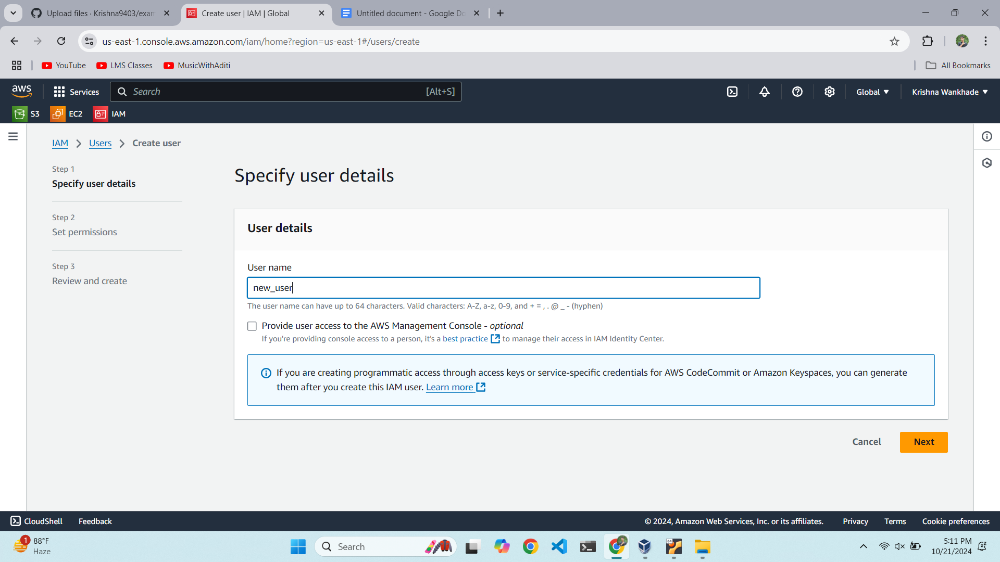 Upload files · Krishna9403/exam
Create user | IAM | Global
Untitled document - Google Do
us-east-1.console.aws.amazon.com/iam/home?region=us-east-1#/users/create
YouTube
LMS Classes
MusicWithAditi
All Bookmarks
aws
Services
Search
[Alt+S]
Global
Krishna Wankhade
S3
EC2
IAM
IAM
Users
Create user
Step 1
Specify user details
Step 2
Set permissions
Step 3
Review and create
Specify user details
User details
User name
new_user
The user name can have up to 64 characters. Valid characters: A-Z, a-z, 0-9, and + = , . @ _ - (hyphen)
Provide user access to the AWS Management Console - optional
If you're providing console access to a person, it's a best practice to manage their access in IAM Identity Center.
If you are creating programmatic access through access keys or service-specific credentials for AWS CodeCommit or Amazon Keyspaces, you can generate
them after you create this IAM user. Learn more
Cancel
Next
CloudShell
Feedback
© 2024, Amazon Web Services, Inc. or its affiliates.
Privacy
Terms
Cookie preferences
1
88°F
Haze
Search
64
5:11 PM
10/21/2024